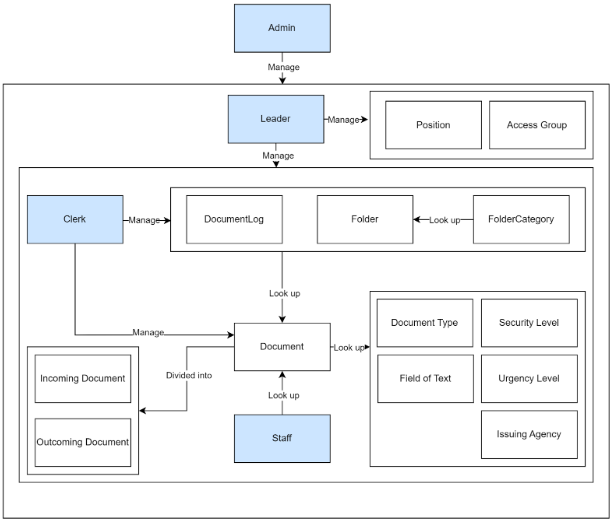 Admin
Manage
Leader
Manage
Position
Access Group
Manage
Clerk
Manage
DocumentLog
Folder
Look up
FolderCategory
Look up
Manage
Document
Look up
Document Type
Security Level
Divided into
Field of Text
Urgency Level
Incoming Document
Look up
Outcoming Document
Staff
Issuing Agency